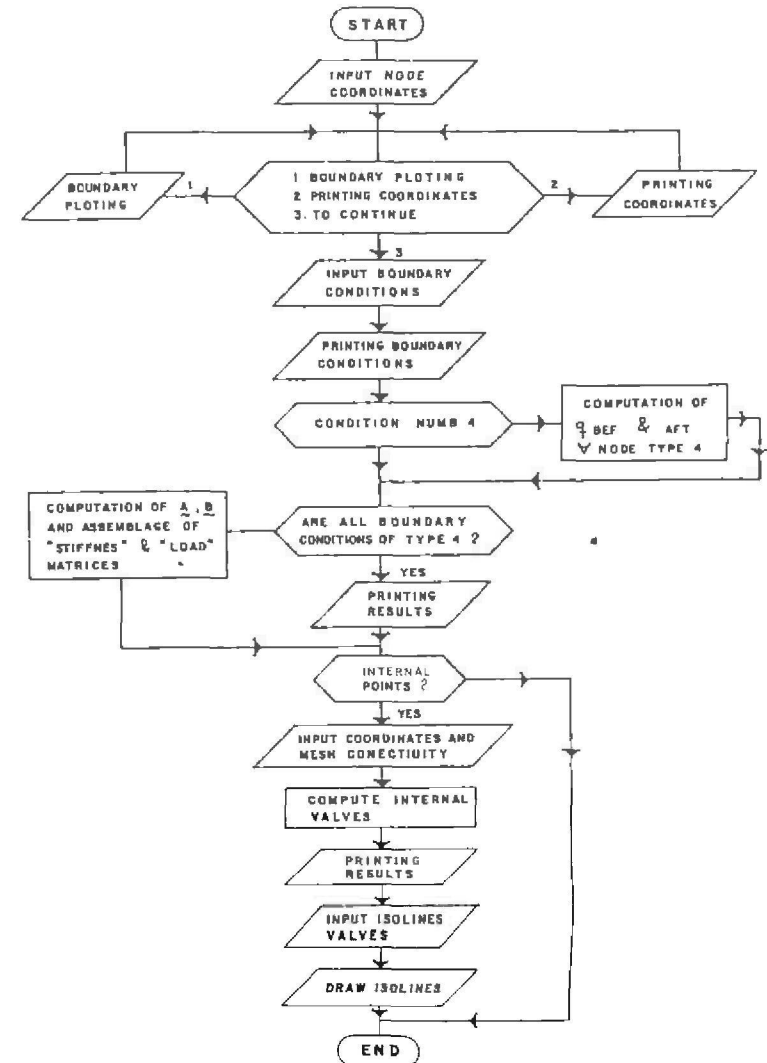 START
INPUT NODE
COORDINATES
BOUNDARY
PLOTING
1
1 BOUNDARY PLOTING
2 PRINTING COORDINATES
3. TO CONTINUE
2
PRINTING
COORDINATES
3
INPUT BOUNDARY
CONDITIONS
PRINTING BOUNDARY
CONDITIONS
CONDITION NUMB 4
COMPUTATION OF
q BEF & AFT
∀ NODE TYPE 4
COMPUTATION OF A, B
AND ASSEMBLAGE OF
"STIFFNES" & "LOAD"
MATRICES
ARE ALL BOUNDARY
CONDITIONS OF TYPE 4 ?
YES
PRINTING
RESULTS
INTERNAL
POINTS ?
YES
INPUT COORDINATES AND
MESH CONECTIUITY
COMPUTE INTERNAL
VALVES
PRINTING
RESULTS
INPUT ISOLINES
VALVES
DRAW ISOLINES
END